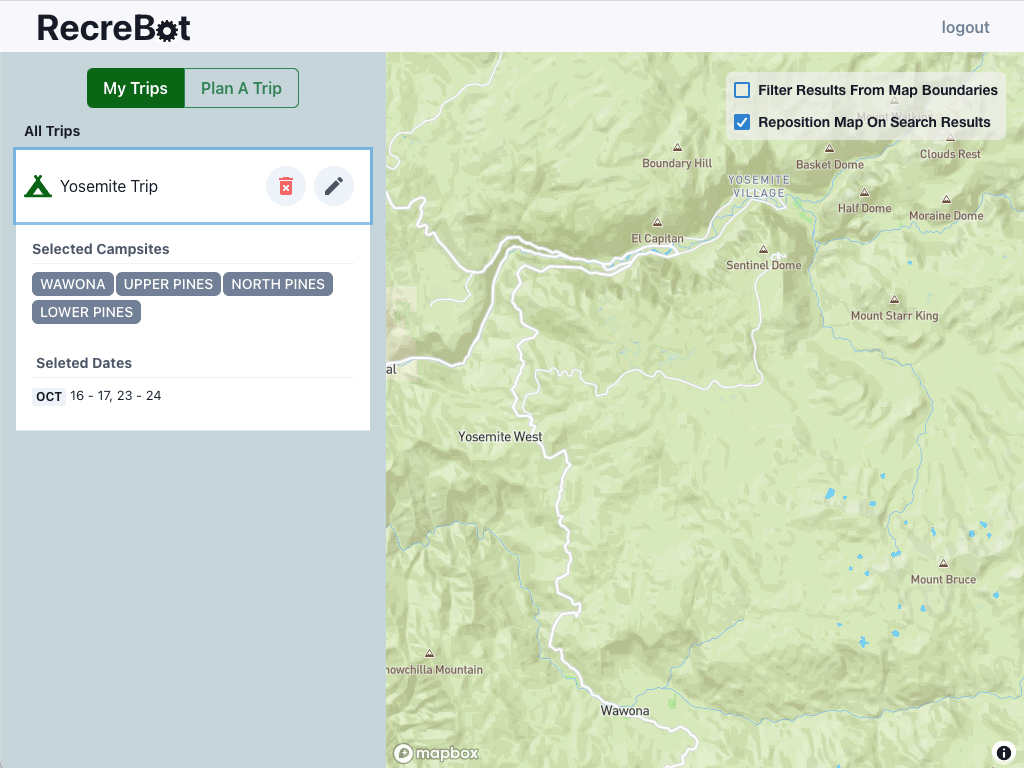 RecreBot
logout
My Trips
Plan A Trip
All Trips
Yosemite Trip
Selected Campsites
WAWONA
UPPER PINES
NORTH PINES
LOWER PINES
Seleted Dates
OCT 16 - 17, 23 - 24
Filter Results From Map Boundaries
Reposition Map On Search Results
Boundary Hill
Basket Dome
Clouds Rest
YOSEMITE
VILLAGE
Half Dome
Moraine Dome
El Capitan
Sentinel Dome
Mount Starr King
al
Yosemite West
Mount Bruce
howchilla Mountain
Wawona
mapbox